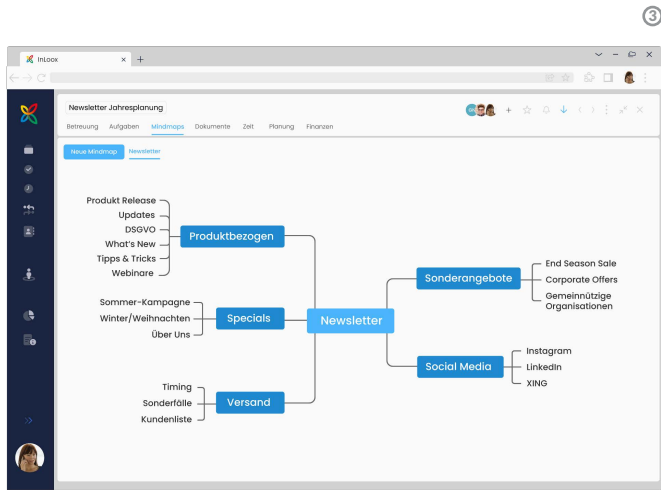 3
InLoox
Newsletter Jahresplanung
Betreuung Aufgaben Mindmaps Dokumente Zeit Planung Finanzen
Neue Mindmap Newsletter
Produkt Release
Updates
DSGVO
What's New
Tipps & Tricks
Webinare
Produktbezogen
Sommer-Kampagne
Winter/Weihnachten
Über Uns
Specials
Timing
Sonderfälle
Kundenliste
Versand
Newsletter
Sonderangebote
End Season Sale
Corporate Offers
Gemeinnützige
Organisationen
Social Media
Instagram
LinkedIn
XING